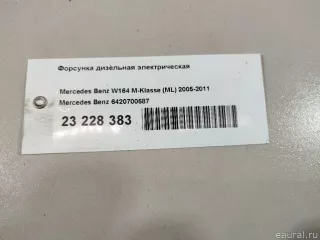 Форсунка дизельная электрическая
Mercedes Benz W164 M-Klasse (ML) 2005-2011
Mercedes Benz 6420700587
23 228 383
eaural.ru